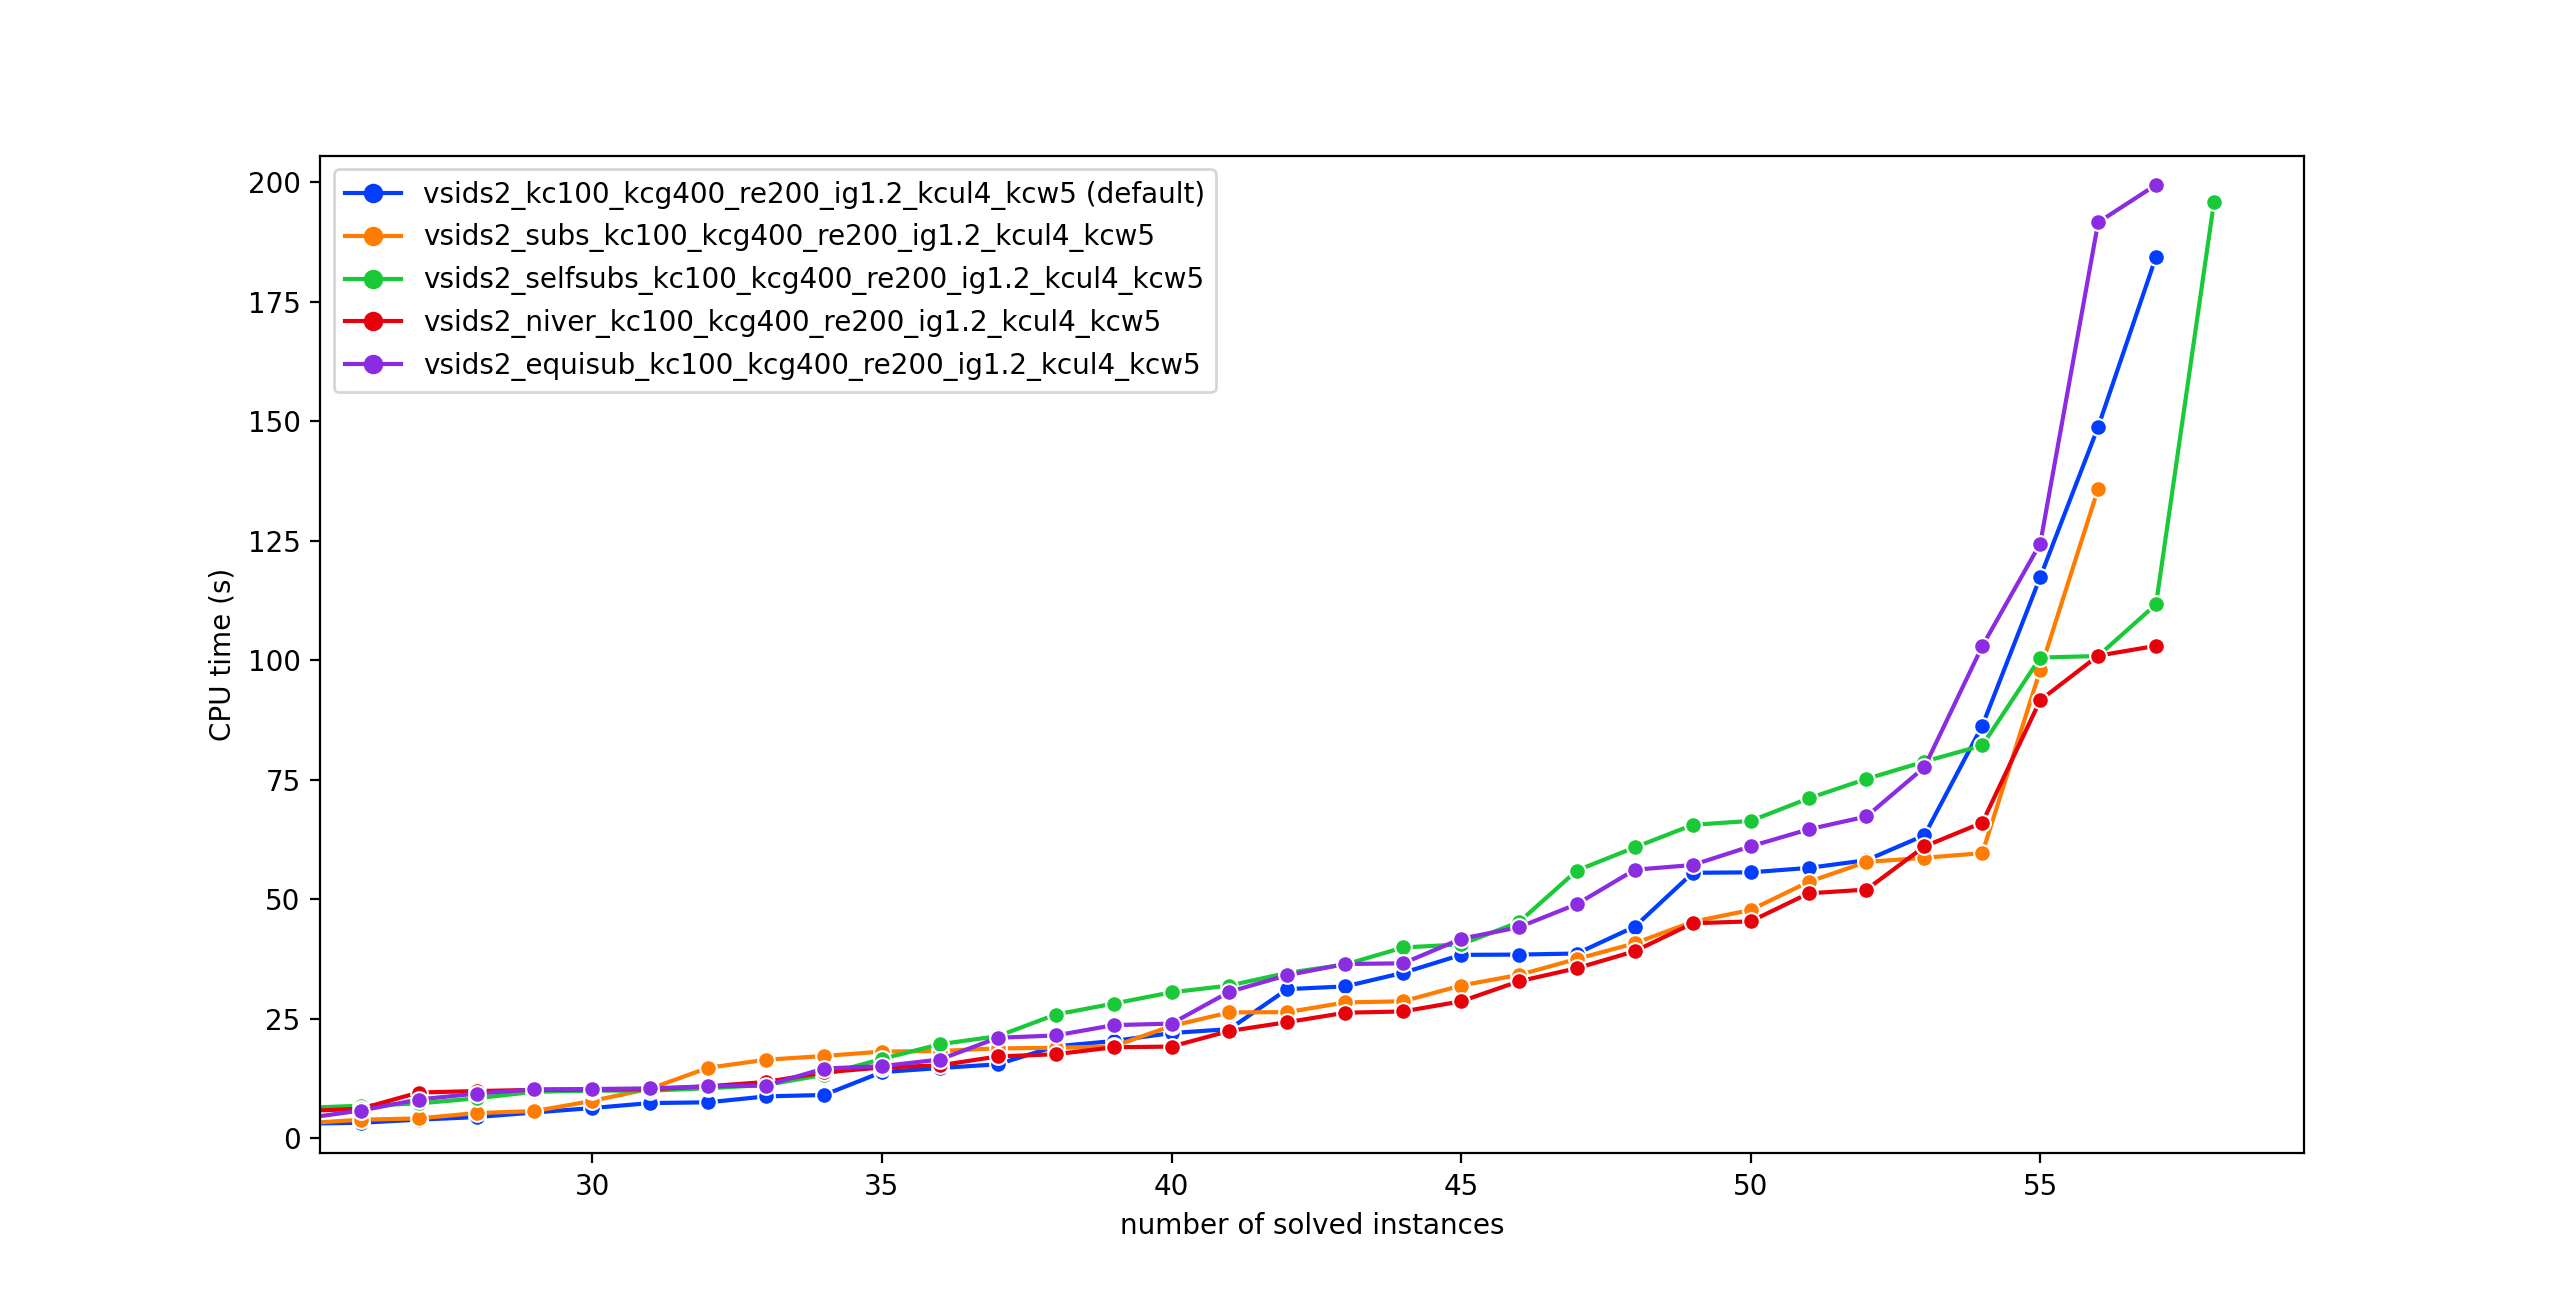 200
175
150
125
100
75
50
25
0
CPU time (s)
vsids2_kc100_kcg400_re200_ig1.2_kcul4_kcw5 (default)
vsids2_subs_kc100_kcg400_re200_ig1.2_kcul4_kcw5
vsids2_selfsubs_kc100_kcg400_re200_ig1.2_kcul4_kcw5
vsids2_niver_kc100_kcg400_re200_ig1.2_kcul4_kcw5
vsids2_equisub_kc100_kcg400_re200_ig1.2_kcul4_kcw5
30 35 40 45 50 55
number of solved instances